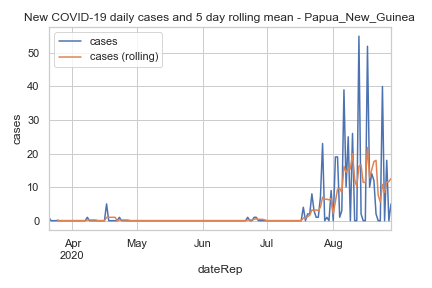 New COVID-19 daily cases and 5 day rolling mean - Papua_New_Guinea
cases
cases (rolling)
50
40
30
20
10
0
cases
Apr
2020
May
Jun
Jul
Aug
dateRep